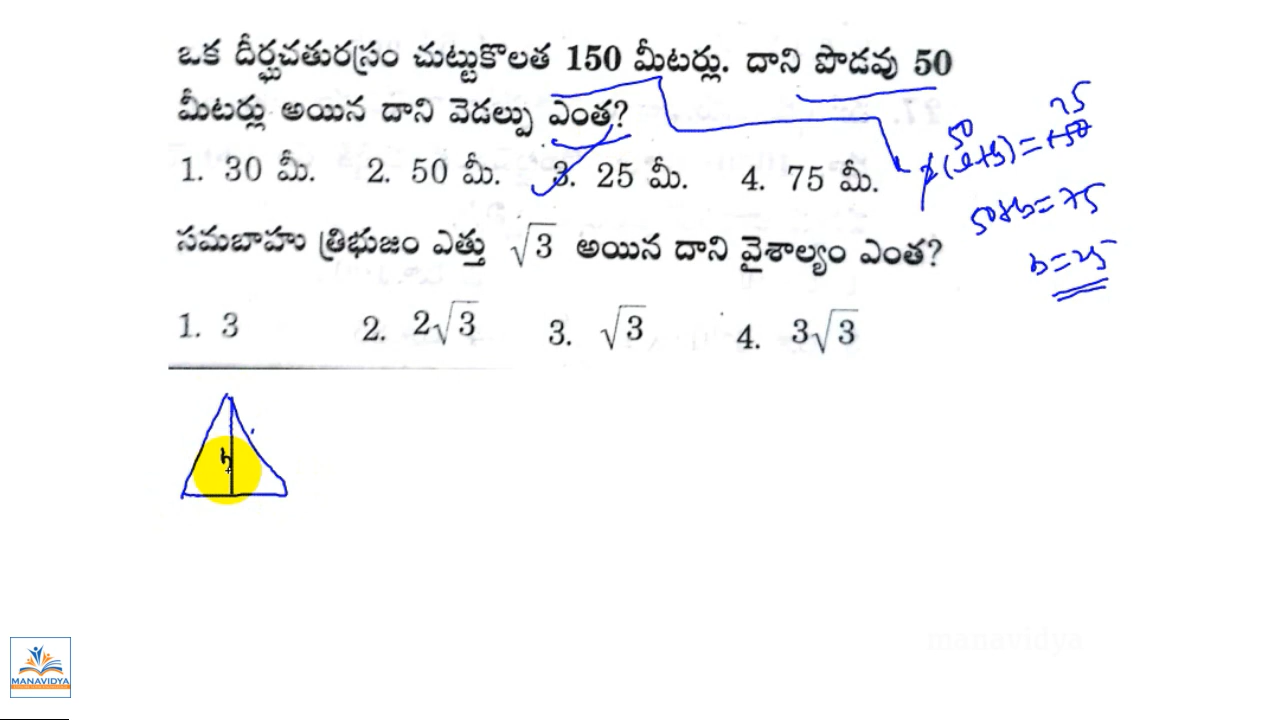 ఒక దీర్ఘచతురస్రం చుట్టుకొలత 150 మీటర్లు. దాని పొడవు 50
మీటర్లు అయిన దాని వెడల్పు ఎంత?
1. 30 మీ. 2. 50 మీ. 3. 25 మీ. 4. 75 మీ.
సమబాహు త్రిభుజం ఎత్తు √3 అయిన దాని వైశాల్యం ఎంత?
1. 3 2. 2√3 3. √3 4. 3√3
75
50
2(l+b)=150
50+b=75
b=25
h
manavidya
MANAVIDYA